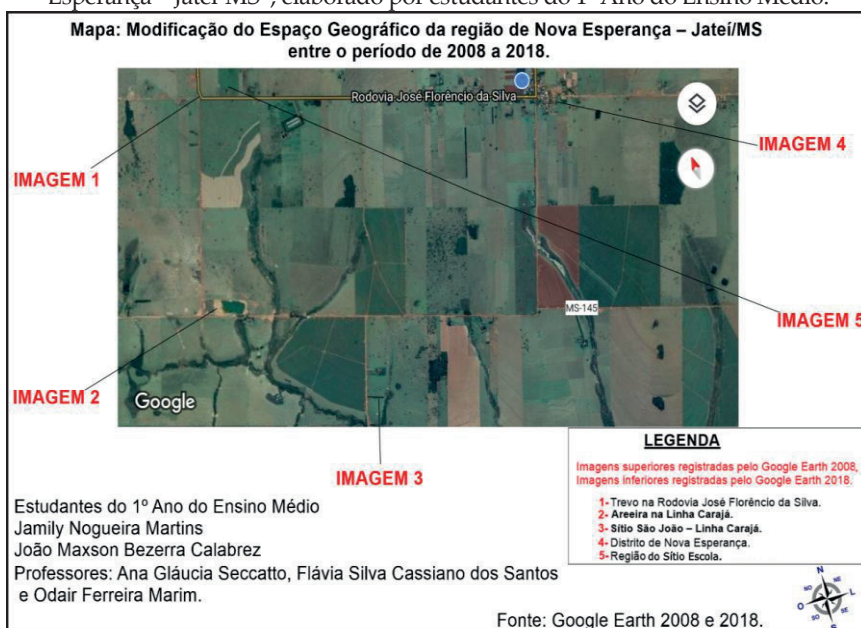 Esperança – Jateí-MS", elaborado por estudantes do 1º Ano do Ensino Médio.
Mapa: Modificação do Espaço Geográfico da região de Nova Esperança – Jateí/MS
entre o período de 2008 a 2018.
Rodovia José Florêncio da Silva
IMAGEM 4
IMAGEM 1
MS-145
IMAGEM 5
IMAGEM 2
Google
IMAGEM 3
LEGENDA
Imagens superiores registradas pelo Google Earth 2008,
Imagens inferiores registradas pelo Google Earth 2018.
1- Trevo na Rodovia José Florêncio da Silva.
2- Areeira na Linha Carajá.
3- Sítio São João – Linha Carajá.
4- Distrito de Nova Esperança.
5- Região do Sítio Escola.
Estudantes do 1º Ano do Ensino Médio
Jamily Nogueira Martins
João Maxson Bezerra Calabrez
Professores: Ana Gláucia Seccatto, Flávia Silva Cassiano dos Santos
e Odair Ferreira Marim.
N
NO NE
O L
SO SE
S
Fonte: Google Earth 2008 e 2018.